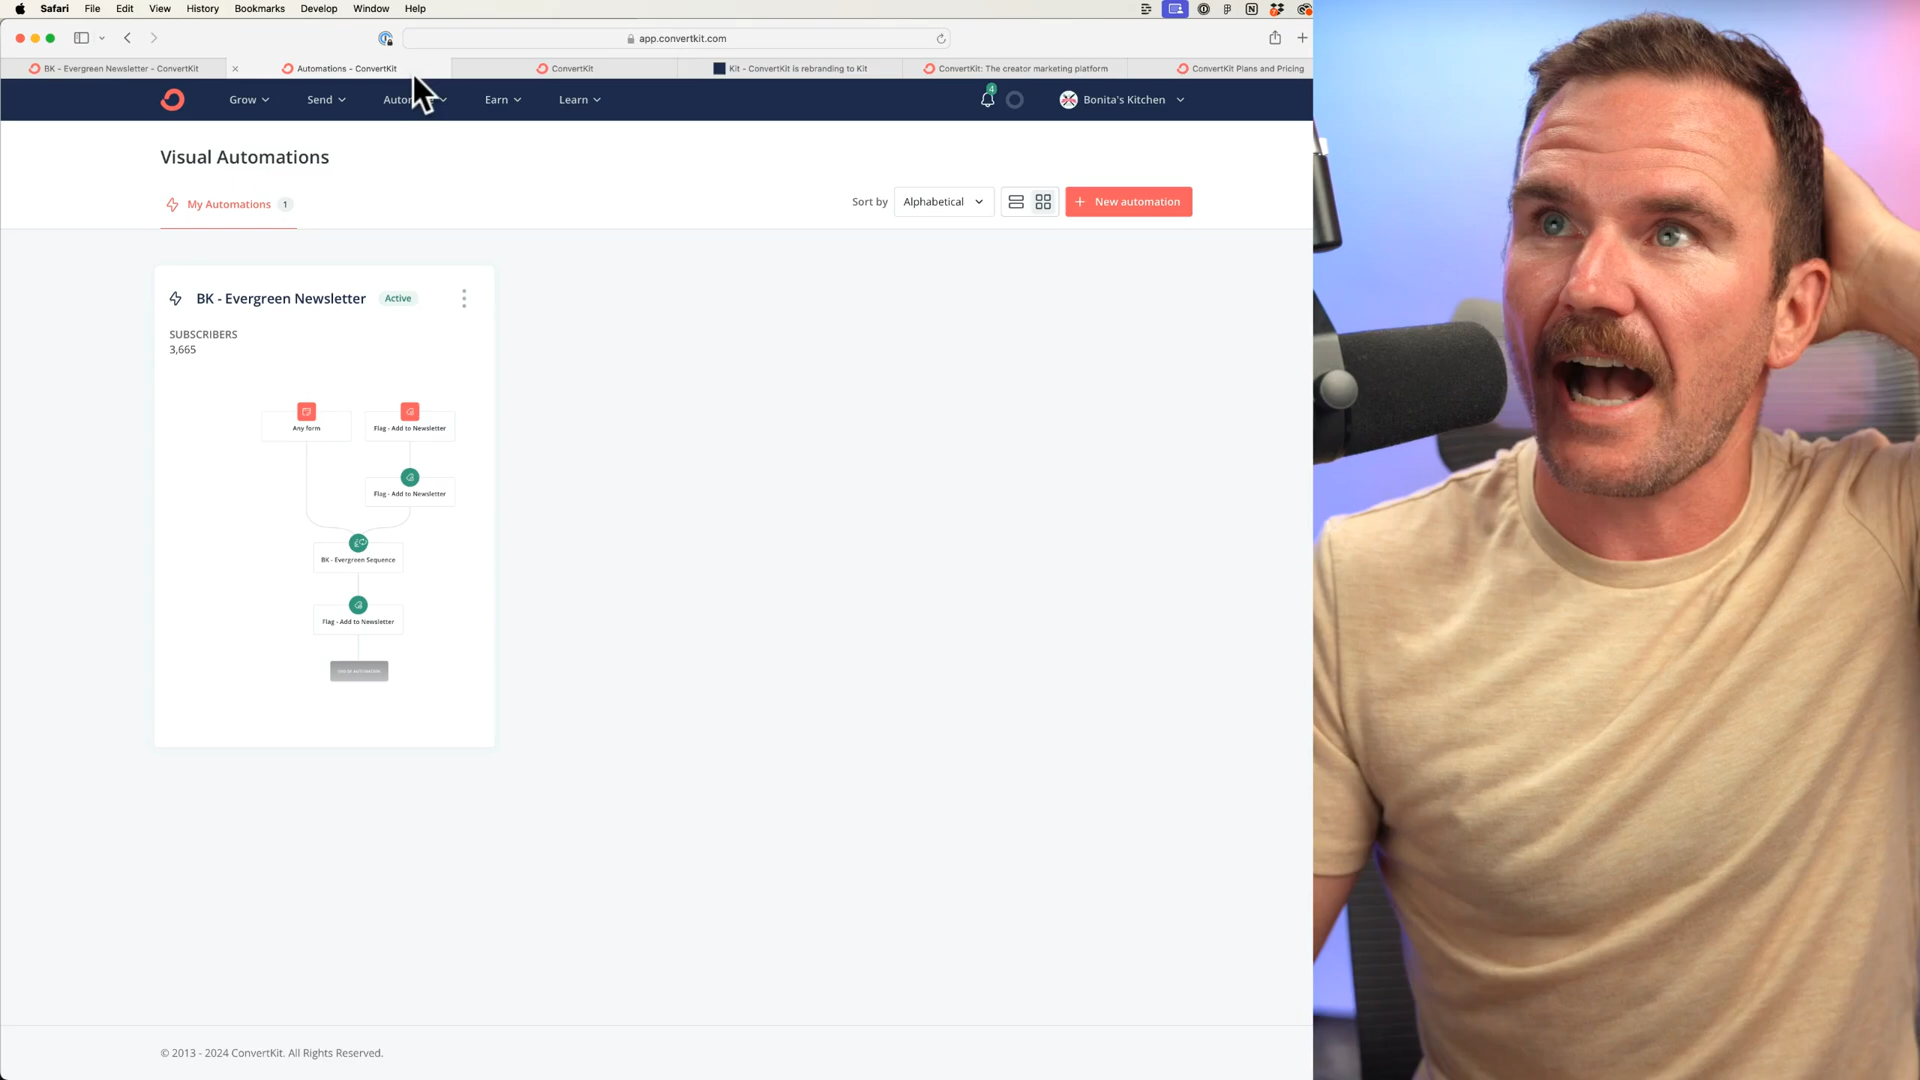 Safari File Edit View History Bookmarks Develop Window Help
app.convertkit.com
BK - Evergreen Newsletter - ConvertKit
Automations - ConvertKit
ConvertKit
Kit - ConvertKit is rebranding to Kit
ConvertKit: The creator marketing platform
ConvertKit Plans and Pricing
Grow Send Earn Learn
4
Bonita's Kitchen
Visual Automations
My Automations 1
Sort by Alphabetical
+ New automation
BK - Evergreen Newsletter Active
SUBSCRIBERS
3,665
Any form
Flag - Add to Newsletter
Flag - Add to Newsletter
BK - Evergreen Sequence
Flag - Add to Newsletter
END OF AUTOMATION
© 2013 - 2024 ConvertKit. All Rights Reserved.